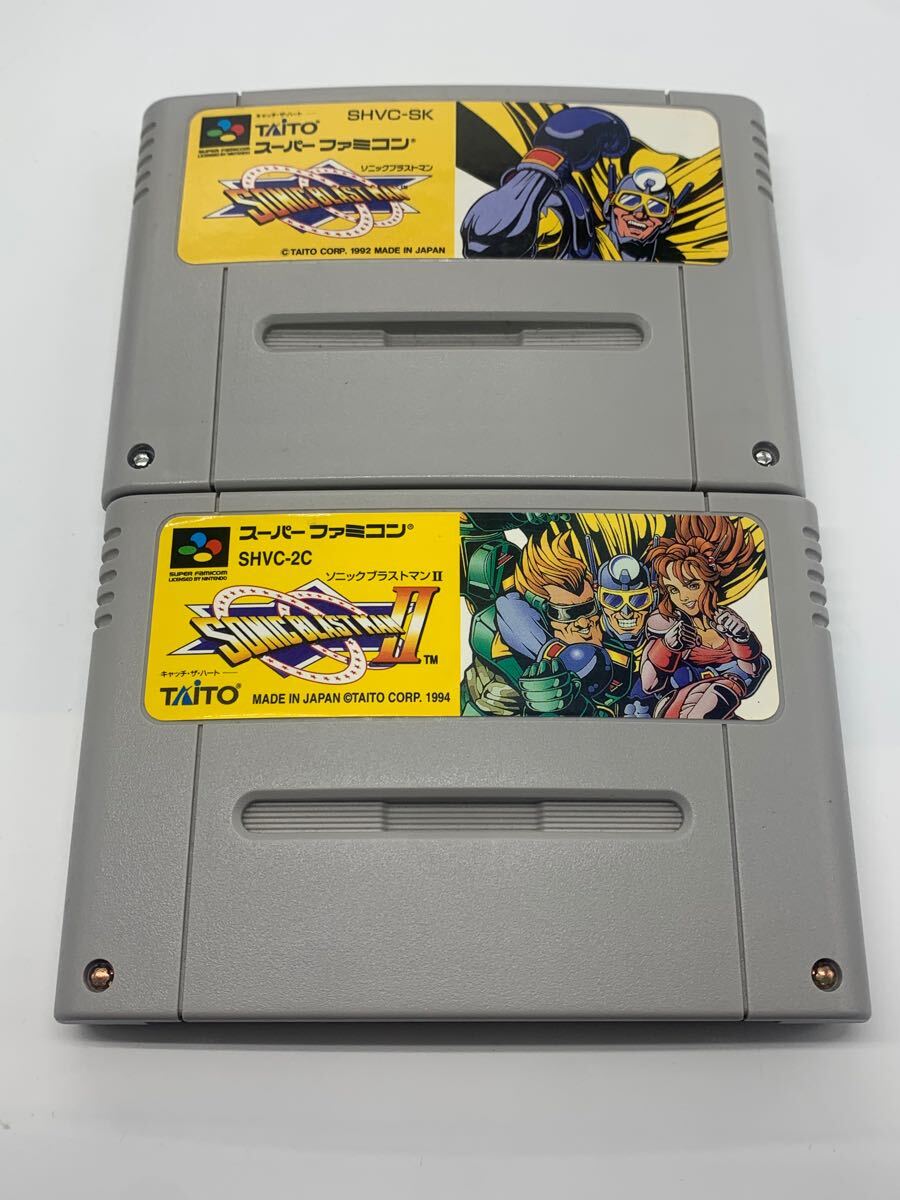 キャッチ・ザ・ハート
TAITO
SHVC-SK
SUPER FAMICOM
LICENSED BY NINTENDO
スーパーファミコン®
ソニックブラストマン
SONIC BLAST MAN
© TAITO CORP. 1992 MADE IN JAPAN
スーパーファミコン®
SUPER FAMICOM
LICENSED BY NINTENDO
SHVC-2C
ソニックブラストマン II
SONIC BLAST MAN II ™
キャッチ・ザ・ハート
TAITO
MADE IN JAPAN ©TAITO CORP. 1994